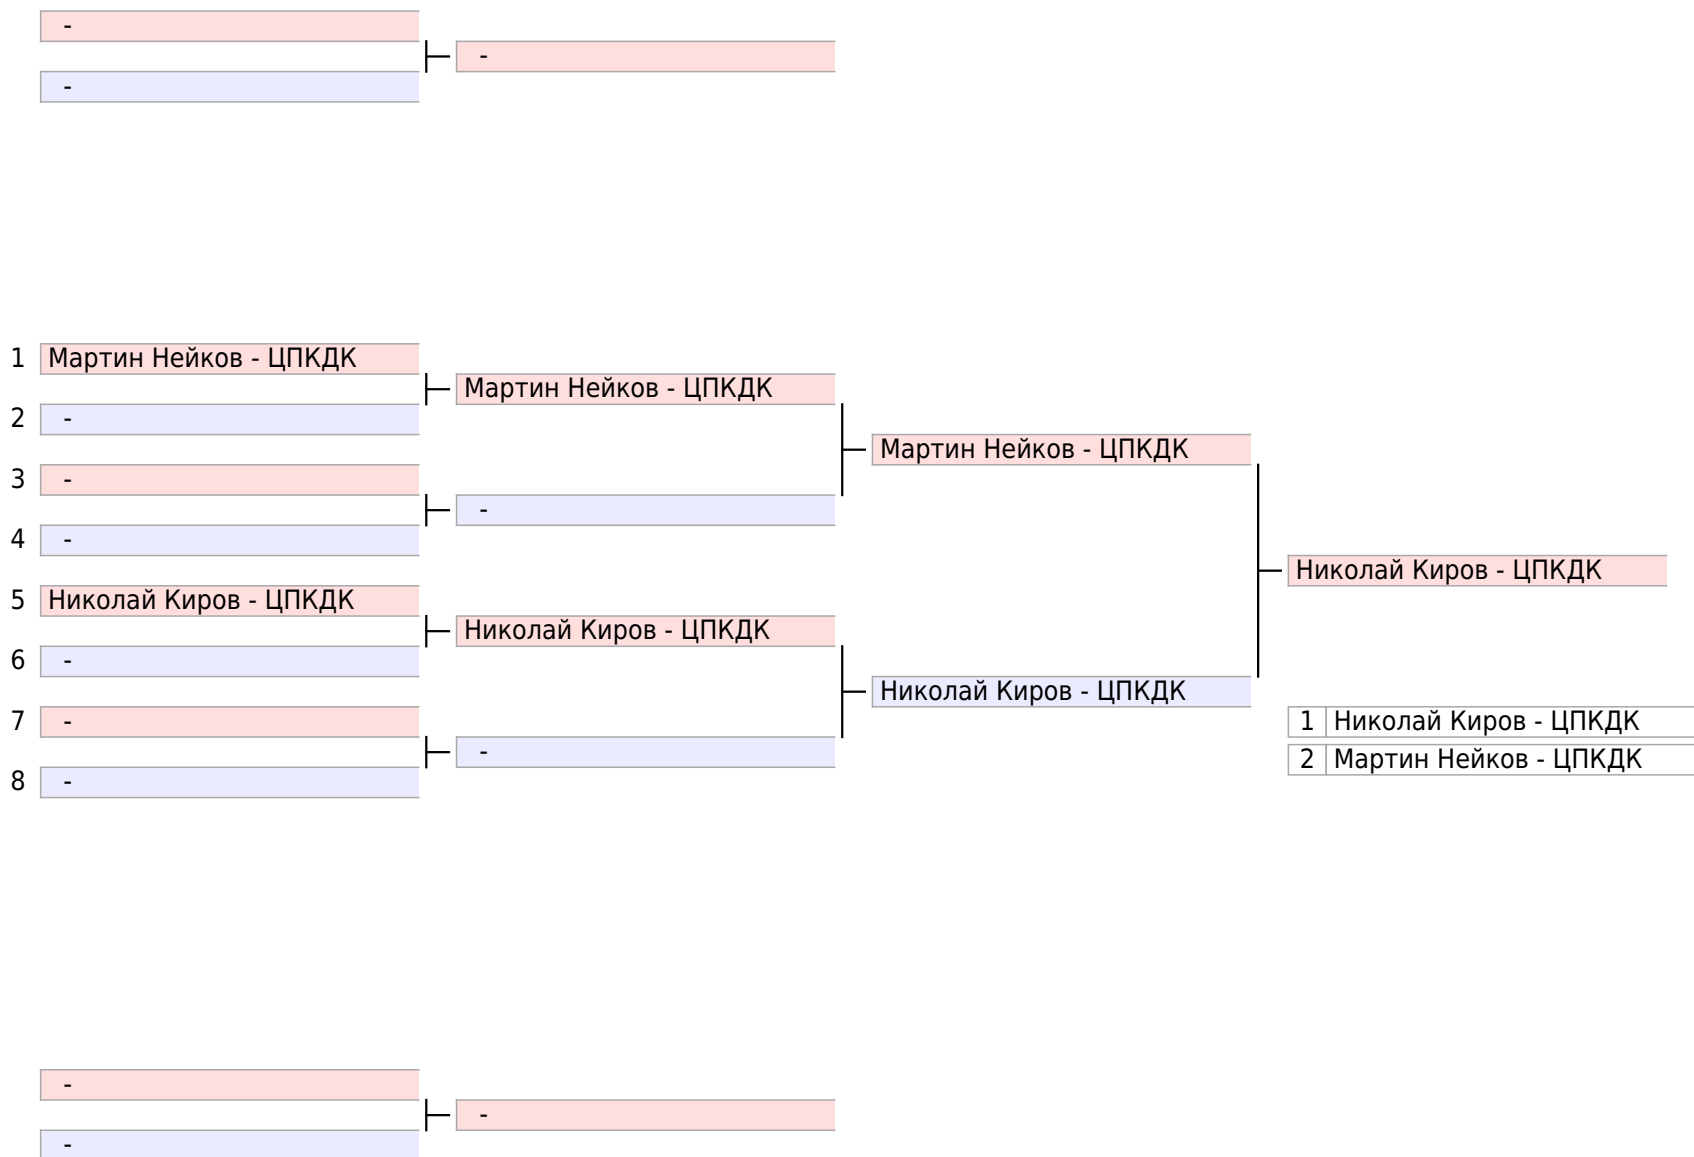 -
-
-
1 Мартин Нейков - ЦПКДК
Мартин Нейков - ЦПКДК
2 -
Мартин Нейков - ЦПКДК
3 -
-
4 -
Николай Киров - ЦПКДК
5 Николай Киров - ЦПКДК
Николай Киров - ЦПКДК
6 -
Николай Киров - ЦПКДК
7 -
1 Николай Киров - ЦПКДК
-
2 Мартин Нейков - ЦПКДК
8 -
-
-
-